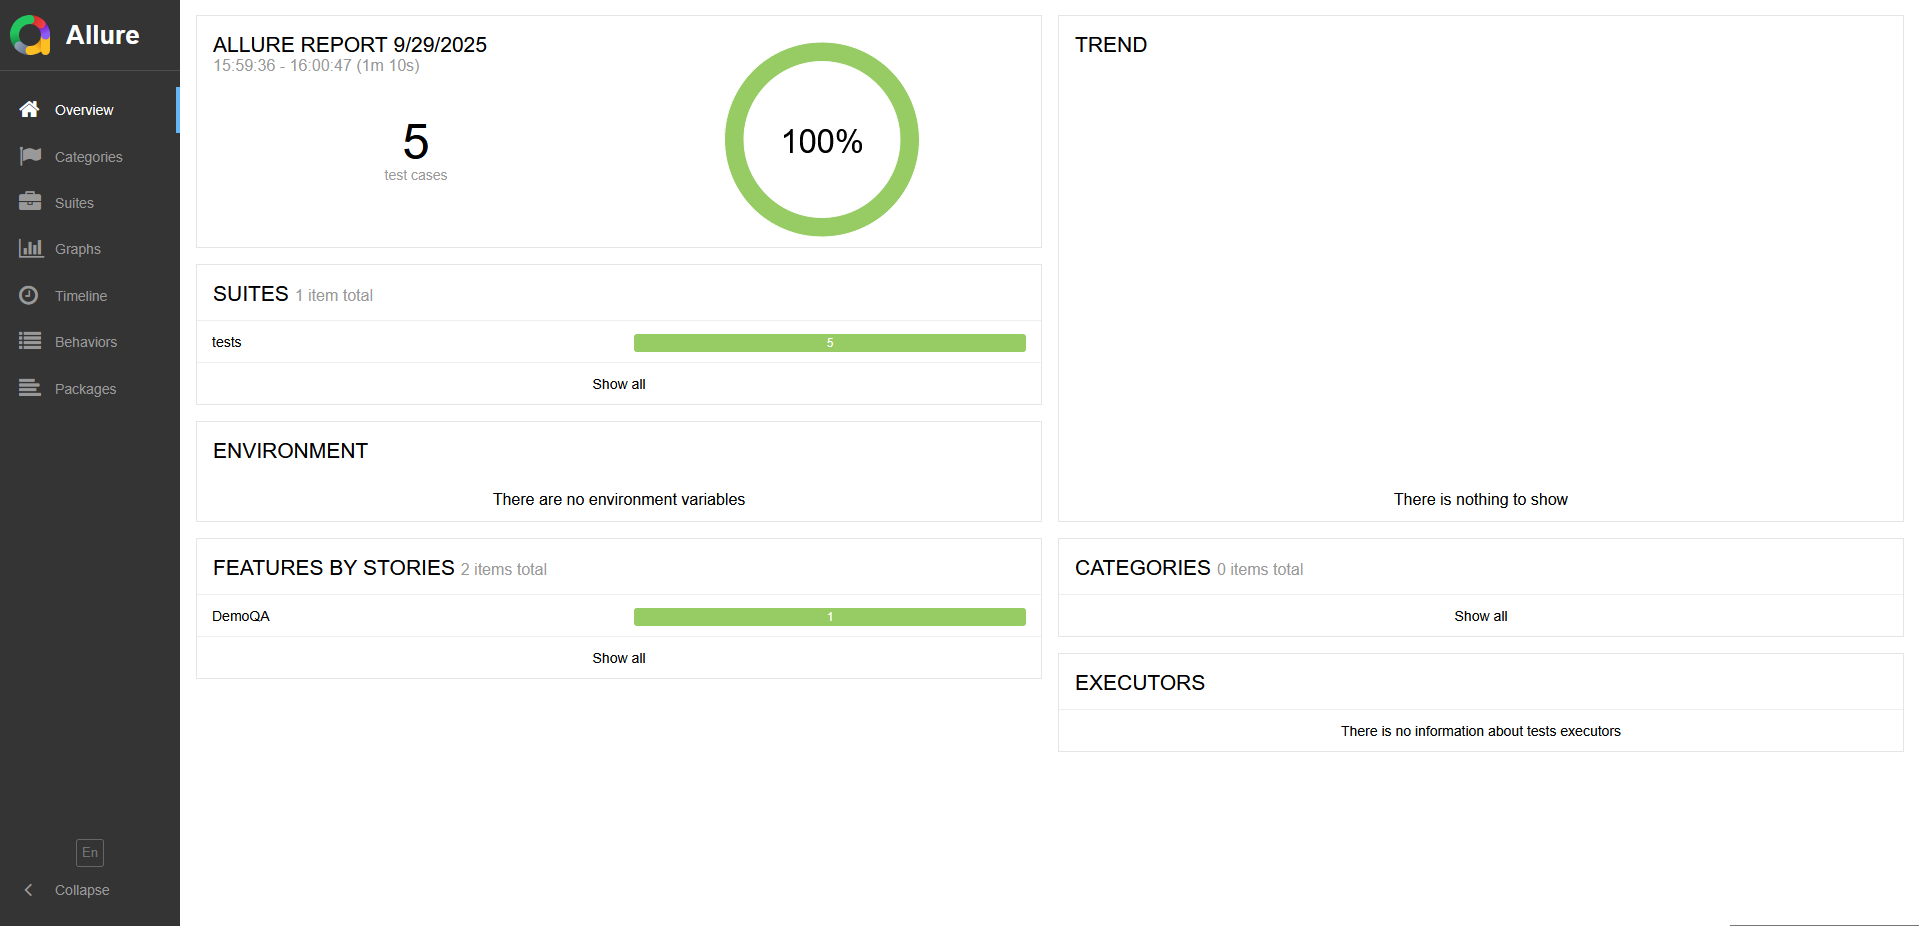 Allure
Overview
Categories
Suites
Graphs
Timeline
Behaviors
Packages
En
Collapse
ALLURE REPORT 9/29/2025
15:59:36 - 16:00:47 (1m 10s)
5
test cases
100%
SUITES 1 item total
tests 5
Show all
ENVIRONMENT
There are no environment variables
FEATURES BY STORIES 2 items total
DemoQA 1
Show all
TREND
There is nothing to show
CATEGORIES 0 items total
Show all
EXECUTORS
There is no information about tests executors